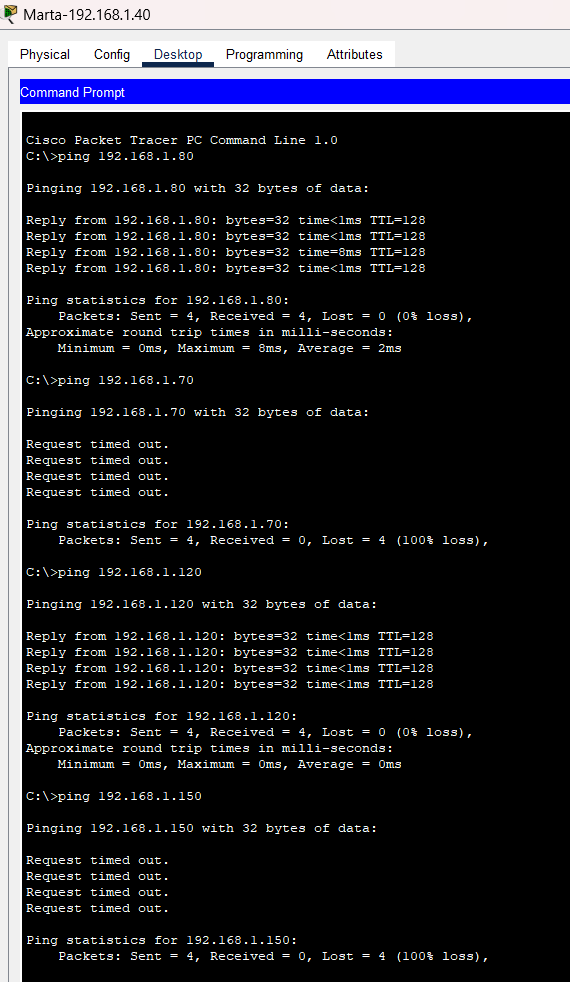 Marta-192.168.1.40
Physical Config Desktop Programming Attributes
Command Prompt
Cisco Packet Tracer PC Command Line 1.0
C:\>ping 192.168.1.80
Pinging 192.168.1.80 with 32 bytes of data:
Reply from 192.168.1.80: bytes=32 time<1ms TTL=128
Reply from 192.168.1.80: bytes=32 time<1ms TTL=128
Reply from 192.168.1.80: bytes=32 time=8ms TTL=128
Reply from 192.168.1.80: bytes=32 time<1ms TTL=128
Ping statistics for 192.168.1.80:
Packets: Sent = 4, Received = 4, Lost = 0 (0% loss),
Approximate round trip times in milli-seconds:
Minimum = 0ms, Maximum = 8ms, Average = 2ms
C:\>ping 192.168.1.70
Pinging 192.168.1.70 with 32 bytes of data:
Request timed out.
Request timed out.
Request timed out.
Request timed out.
Ping statistics for 192.168.1.70:
Packets: Sent = 4, Received = 0, Lost = 4 (100% loss),
C:\>ping 192.168.1.120
Pinging 192.168.1.120 with 32 bytes of data:
Reply from 192.168.1.120: bytes=32 time<1ms TTL=128
Reply from 192.168.1.120: bytes=32 time<1ms TTL=128
Reply from 192.168.1.120: bytes=32 time<1ms TTL=128
Reply from 192.168.1.120: bytes=32 time<1ms TTL=128
Ping statistics for 192.168.1.120:
Packets: Sent = 4, Received = 4, Lost = 0 (0% loss),
Approximate round trip times in milli-seconds:
Minimum = 0ms, Maximum = 0ms, Average = 0ms
C:\>ping 192.168.1.150
Pinging 192.168.1.150 with 32 bytes of data:
Request timed out.
Request timed out.
Request timed out.
Request timed out.
Ping statistics for 192.168.1.150:
Packets: Sent = 4, Received = 0, Lost = 4 (100% loss),